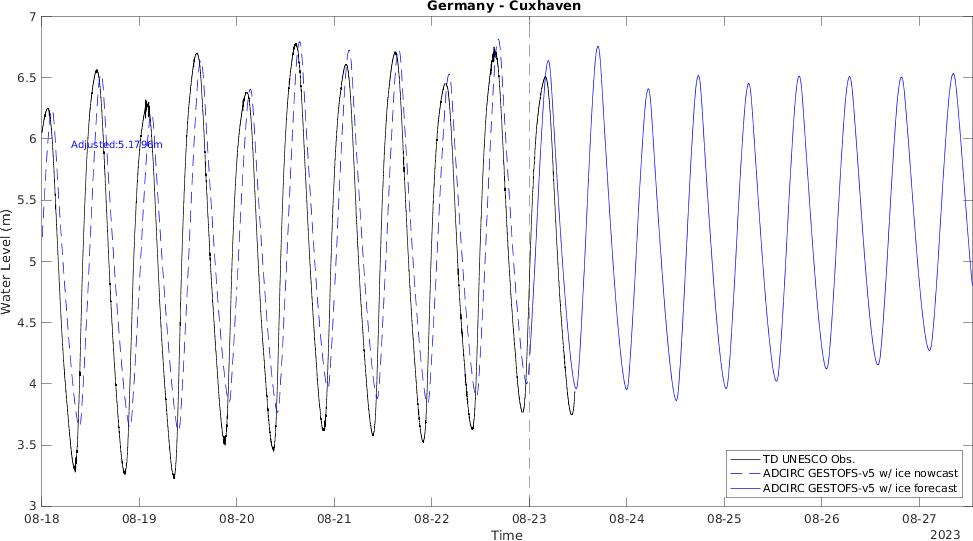 Germany - Cuxhaven
7
6.5
6
5.5
5
4.5
4
3.5
3
Water Level (m)
Adjusted:5.1796m
TD UNESCO Obs.
ADCIRC GESTOFS-v5 w/ ice nowcast
ADCIRC GESTOFS-v5 w/ ice forecast
08-18 08-19 08-20 08-21 08-22 08-23 08-24 08-25 08-26 08-27
Time
2023